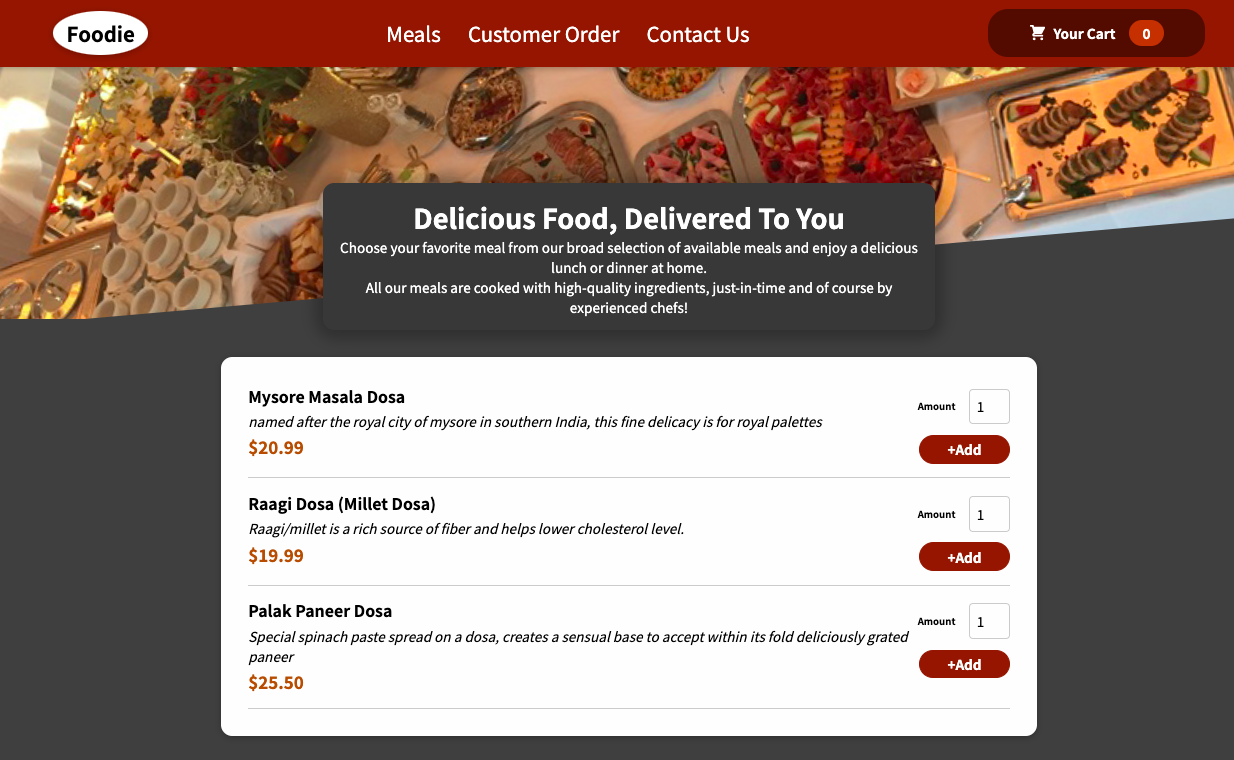 Foodie
Meals
Customer Order
Contact Us
Your Cart
0
Delicious Food, Delivered To You
Choose your favorite meal from our broad selection of available meals and enjoy a delicious
lunch or dinner at home.
All our meals are cooked with high-quality ingredients, just-in-time and of course by
experienced chefs!
Mysore Masala Dosa
named after the royal city of mysore in southern India, this fine delicacy is for royal palettes
$20.99
Amount 1
+Add
Raagi Dosa (Millet Dosa)
Raagi/millet is a rich source of fiber and helps lower cholesterol level.
$19.99
Amount 1
+Add
Palak Paneer Dosa
Special spinach paste spread on a dosa, creates a sensual base to accept within its fold deliciously grated
paneer
$25.50
Amount 1
+Add